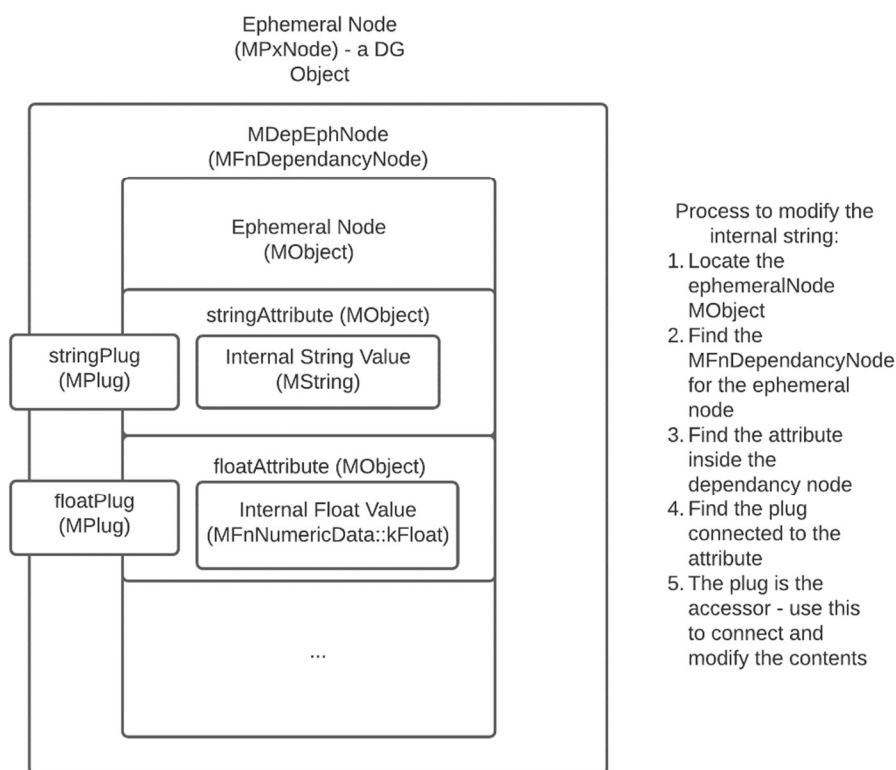 Ephemeral Node
(MPxNode) - a DG
Object
MDepEphNode
(MFnDependancyNode)
Ephemeral Node
(MObject)
stringAttribute (MObject)
stringPlug
(MPlug)
Internal String Value
(MString)
floatAttribute (MObject)
floatPlug
(MPlug)
Internal Float Value
(MFnNumericData::kFloat)
...
Process to modify the
internal string:
1. Locate the
ephemeralNode
MObject
2. Find the
MFnDependancyNode
for the ephemeral
node
3. Find the attribute
inside the
dependancy node
4. Find the plug
connected to the
attribute
5. The plug is the
accessor - use this
to connect and
modify the contents